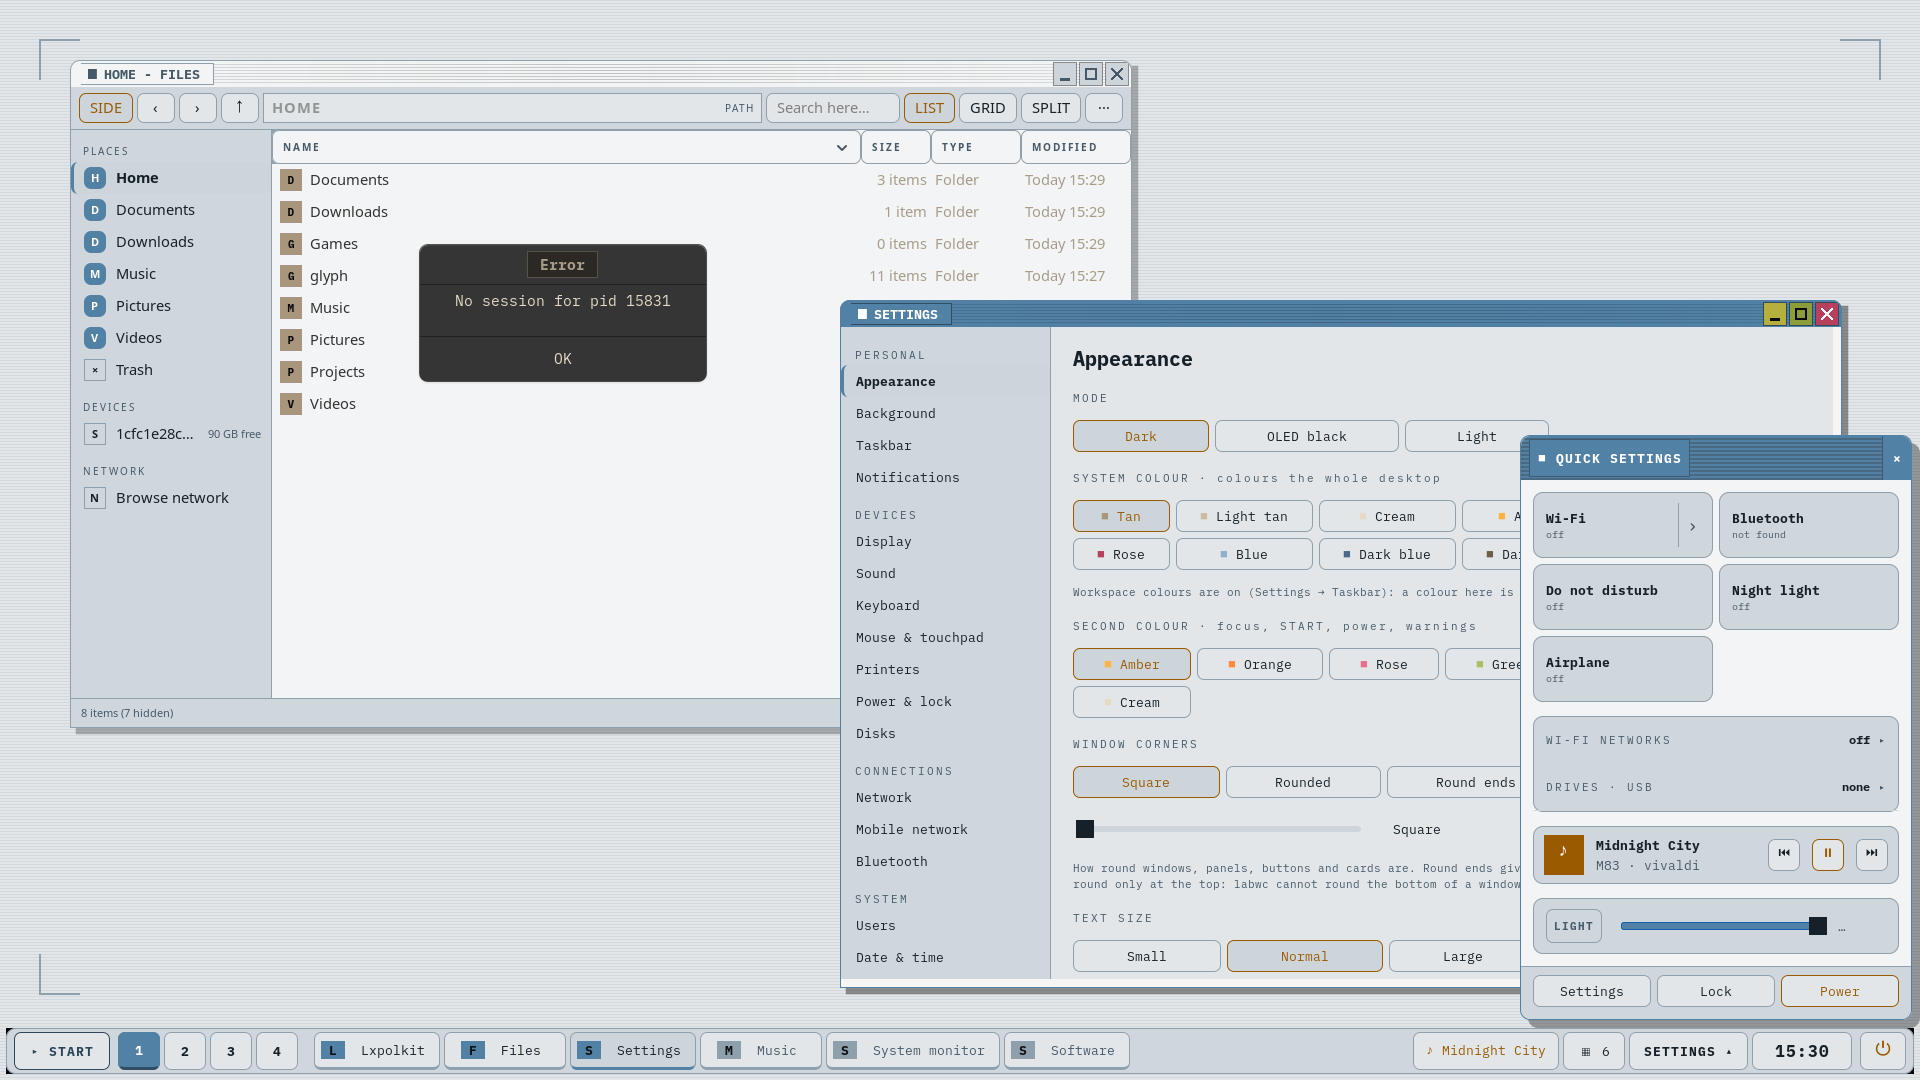 HOME - FILES
SIDE ‹ › ↑ HOME PATH Search here... LIST GRID SPLIT ...
PLACES
Home
Documents
Downloads
Music
Pictures
Videos
Trash
DEVICES
1cfc1e28c... 90 GB free
NETWORK
Browse network
NAME SIZE TYPE MODIFIED
D Documents 3 items Folder Today 15:29
D Downloads 1 item Folder Today 15:29
G Games 0 items Folder Today 15:29
G glyph 11 items Folder Today 15:27
M Music
P Pictures
P Projects
V Videos
8 items (7 hidden)
Error
No session for pid 15831
OK
SETTINGS
PERSONAL
Appearance
Background
Taskbar
Notifications
DEVICES
Display
Sound
Keyboard
Mouse & touchpad
Printers
Power & lock
Disks
CONNECTIONS
Network
Mobile network
Bluetooth
SYSTEM
Users
Date & time
Appearance
MODE
Dark OLED black Light
SYSTEM COLOUR · colours the whole desktop
Tan Light tan Cream
Rose Blue Dark blue
Workspace colours are on (Settings → Taskbar): a colour here is
SECOND COLOUR · focus, START, power, warnings
Amber Orange Rose
Cream
WINDOW CORNERS
Square Rounded Round ends
Square
How round windows, panels, buttons and cards are. Round ends
round only at the top: labwc cannot round the bottom of a window
TEXT SIZE
Small Normal Large
QUICK SETTINGS ×
Wi-Fi
off
›
Bluetooth
not found
Do not disturb
off
Night light
off
Airplane
off
WI-FI NETWORKS off ▸
DRIVES · USB none ▸
♪ Midnight City
M83 · vivaldi
LIGHT …
Settings Lock Power
▸ START 1 2 3 4 L Lxpolkit F Files S Settings M Music S System monitor S Software ♪ Midnight City ▦ 6 SETTINGS ▴ 15:30